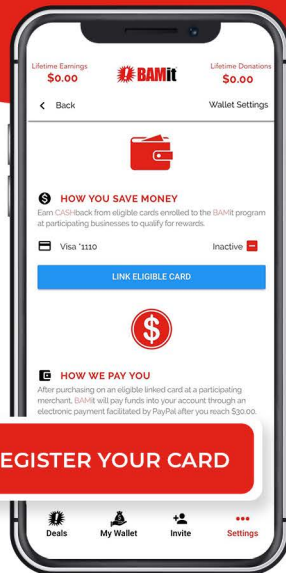 Lifetime Earnings
$0.00
BAMit
Lifetime Donations
$0.00
Back
Wallet Settings
HOW YOU SAVE MONEY
Earn CASHback from eligible cards enrolled to the BAMit program
at participating businesses to qualify for rewards.
Visa *1110
Inactive
LINK ELIGIBLE CARD
$
HOW WE PAY YOU
After purchasing on an eligible linked card at a participating
merchant, BAMit will pay funds into your account through an
electronic payment facilitated by PayPal after you reach $30.00.
EGISTER YOUR CARD
Deals
My Wallet
Invite
Settings